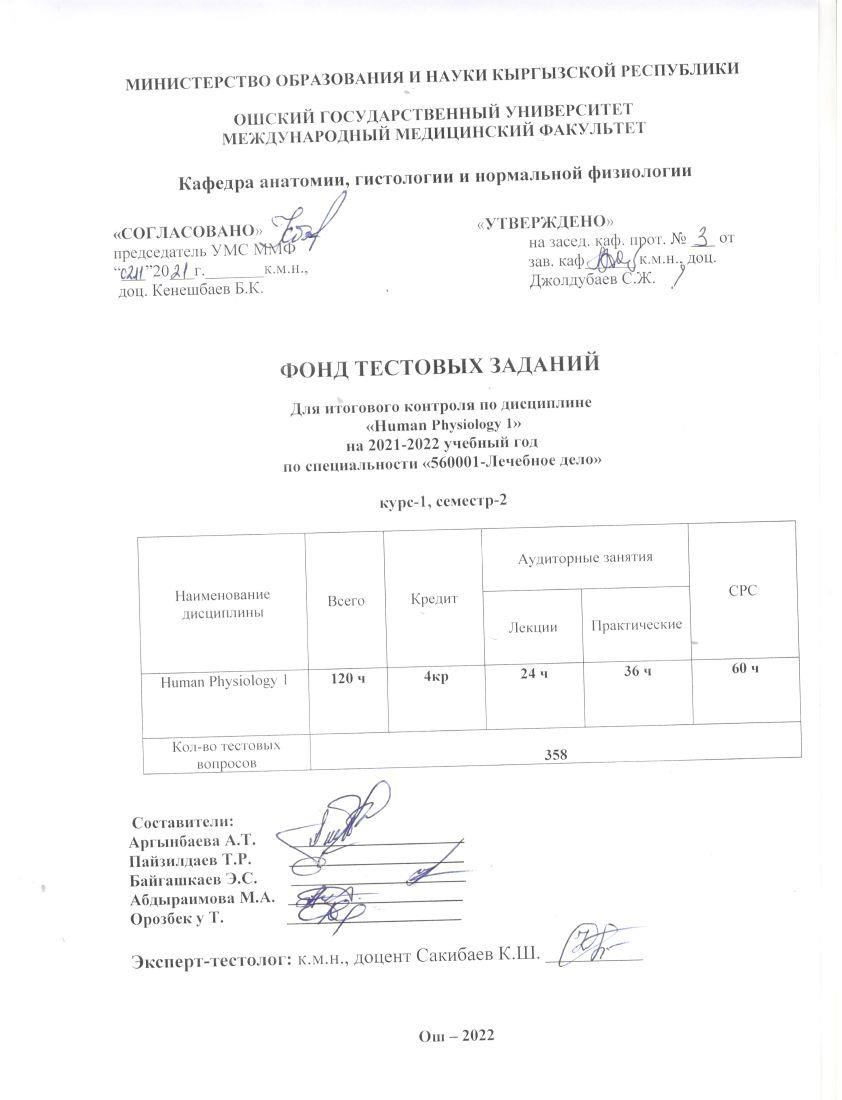 МИНИСТЕРСТВО ОБРАЗОВАНИЯ И НАУКИ КЫРГЫЗСКОЙ РЕСПУБЛИКИ
ОШСКИЙ ГОСУДАРСТВЕННЫЙ УНИВЕРСИТЕТ
МЕЖДУНАРОДНЫЙ МЕДИЦИНСКИЙ ФАКУЛЬТЕТ
Кафедра анатомии, гистологии и нормальной физиологии
«СОГЛАСОВАНО»
председатель УМС ММФ
2021 г.________к.м.н.,
доц. Кенешбаев Б.К.
«УТВЕРЖДЕНО»
на засед. каф. прот. № 3 от
зав. каф. к.м.н., доц.
Джолдубаев С.Ж.
ФОНД ТЕСТОВЫХ ЗАДАНИЙ
Для итогового контроля по дисциплине
«Human Physiology 1»
на 2021-2022 учебный год
по специальности «560001-Лечебное дело»
курс-1, семестр-2
Наименование дисциплины
Всего
Кредит
Аудиторные занятия
Лекции
Практические
СРС
Human Physiology 1
120 ч
4кр
24 ч
36 ч
60 ч
Кол-во тестовых вопросов
358
Составители:
Аргынбаева А.Т.
Пайзилдаев Т.Р.
Байгашкаев Э.С.
Абдыраимова М.А.
Орозбек у Т.
Эксперт-тестолог: к.м.н., доцент Сакибаев К.Ш.
Ош – 2022